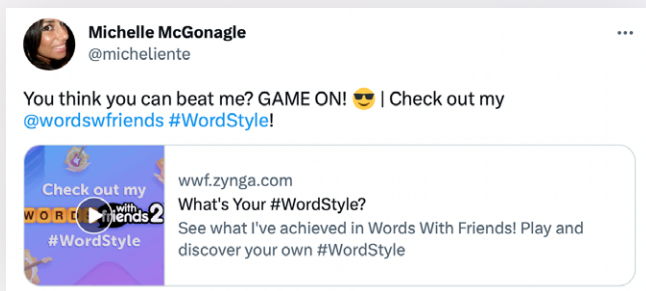 Michelle McGonagle
@micheliente
You think you can beat me? GAME ON! 😎 | Check out my
@wordswfriends #WordStyle!
Check out my
WORDS with friends 2
#WordStyle
wwf.zynga.com
What's Your #WordStyle?
See what I've achieved in Words With Friends! Play and
discover your own #WordStyle